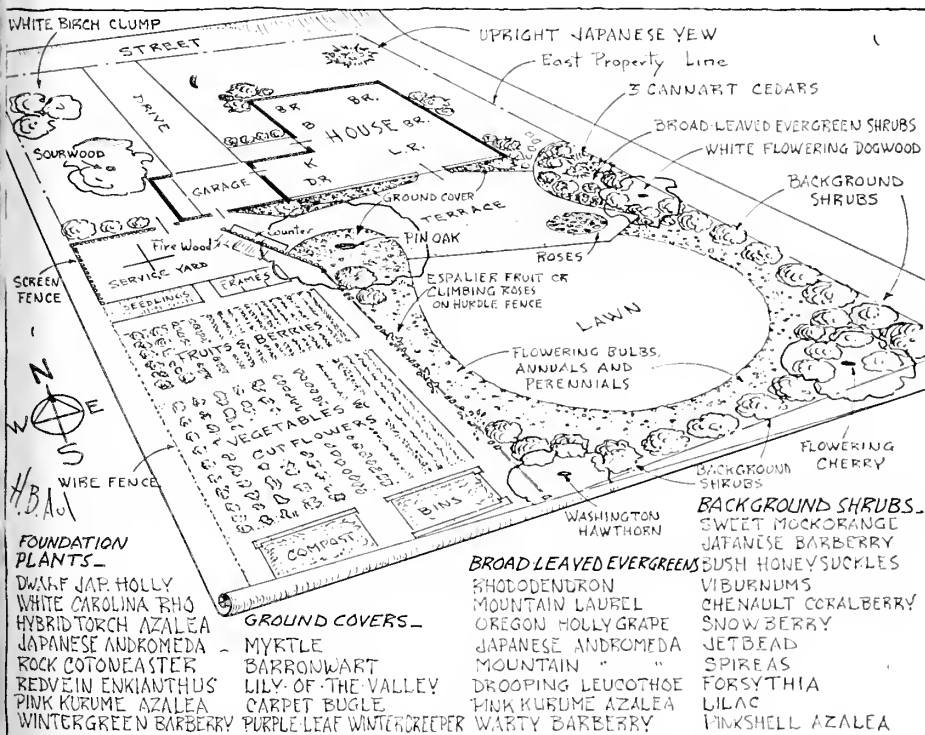 WHITE BIRCH CLUMP
STREET
UPRIGHT JAPANESE YEW
East Property Line
3 CANNART CEDARS
BROAD-LEAVED EVERGREEN SHRUBS
WHITE FLOWERING DOGWOOD
BACKGROUND
SHRUBS
DRIVE
SOURWOOD
GARAGE
BR
BR.
B
HOUSE
BR.
K
L.R.
D.R
GROUND COVER
TERRACE
Counter
PIN OAK
ROSES
Fire Wood
SERVICE YARD
SCREEN
FENCE
SEEDLINGS
FRAMES
ESPALIER FRUIT OR
CLIMBING ROSES
ON HURDLE FENCE
LAWN
FRUITS & BERRIES
FLOWERING BULBS,
ANNUALS AND
PERENNIALS
N
W E
S
VEGETABLES
CUT FLOWERS
WIRE FENCE
H.B. Aul
COMPOST
BINS
WASHINGTON
HAWTHORN
BACKGROUND
SHRUBS
FLOWERING
CHERRY
FOUNDATION
PLANTS_
DWARF JAP. HOLLY
WHITE CAROLINA RHO
HYBRID TORCH AZALEA
JAPANESE ANDROMEDA
ROCK COTONEASTER
REDVEIN ENKIANTHUS
PINK KURUME AZALEA
WINTERGREEN BARBERRY
GROUND COVERS_
MYRTLE
BARRONWART
LILY-OF-THE-VALLEY
CARPET BUGLE
PURPLE-LEAF WINTERCREEPER
BROAD LEAVED EVERGREENS
RHODODENDRON
MOUNTAIN LAUREL
OREGON HOLLYGRAPE
JAPANESE ANDROMEDA
MOUNTAIN " "
DROOPING LEUCOTHOE
PINK KURUME AZALEA
WARTY BARBERRY
BACKGROUND SHRUBS_
SWEET MOCKORANGE
JAPANESE BARBERRY
BUSH HONEYSUCKLES
VIBURNUMS
CHENAULT CORALBERRY
SNOWBERRY
JETBEAD
SPIREAS
FORSYTHIA
LILAC
PINKSHELL AZALEA